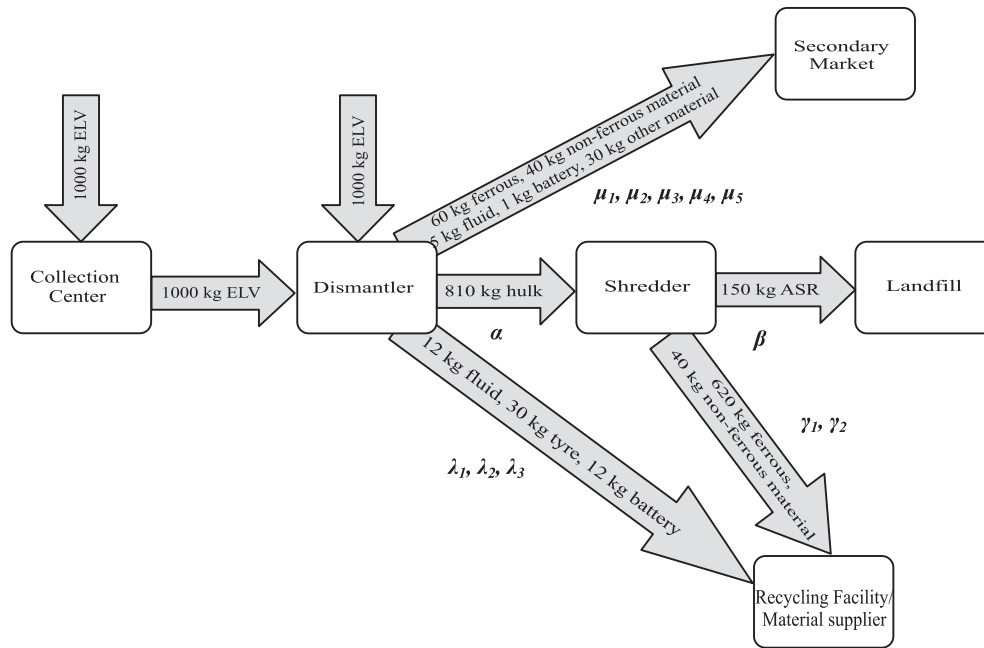 Secondary
Market
1000 kg ELV
1000 kg ELV
60 kg ferrous, 40 kg non-ferrous material
5 kg fluid, 1 kg battery, 30 kg other material
μ1, μ2, μ3, μ4, μ5
Collection
Center
1000 kg ELV
Dismantler
810 kg hulk
α
Shredder
150 kg ASR
β
Landfill
12 kg fluid, 30 kg tyre, 12 kg battery
λ1, λ2, λ3
620 kg ferrous,
40 kg non-ferrous material
γ1, γ2
Recycling Facility/
Material supplier